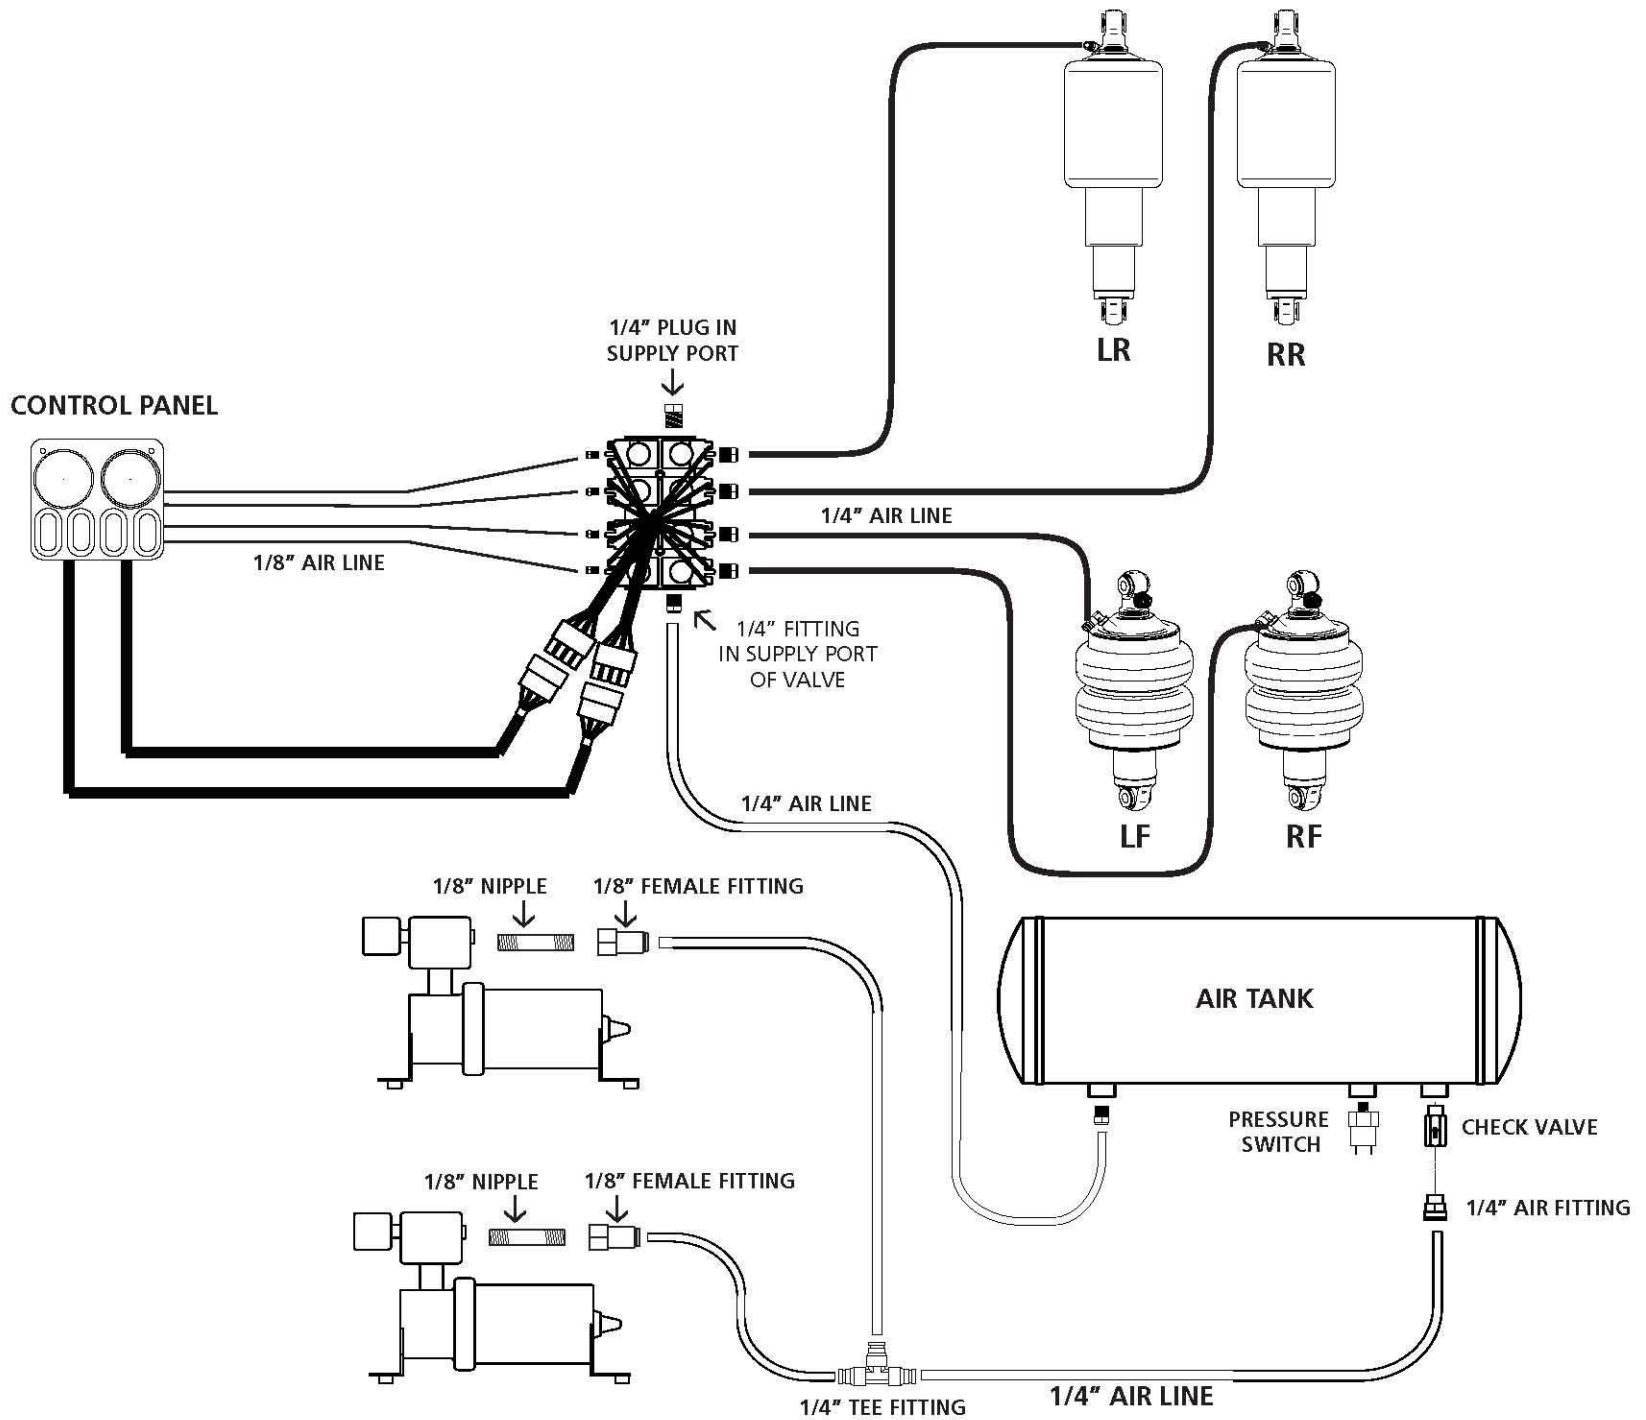 LR
RR
1/4” PLUG IN
SUPPLY PORT
CONTROL PANEL
1/4” AIR LINE
1/8” AIR LINE
1/4” FITTING
IN SUPPLY PORT
OF VALVE
1/4” AIR LINE
LF
RF
1/8” NIPPLE
1/8” FEMALE FITTING
AIR TANK
PRESSURE
SWITCH
CHECK VALVE
1/8” NIPPLE
1/8” FEMALE FITTING
1/4” AIR FITTING
1/4” TEE FITTING
1/4” AIR LINE